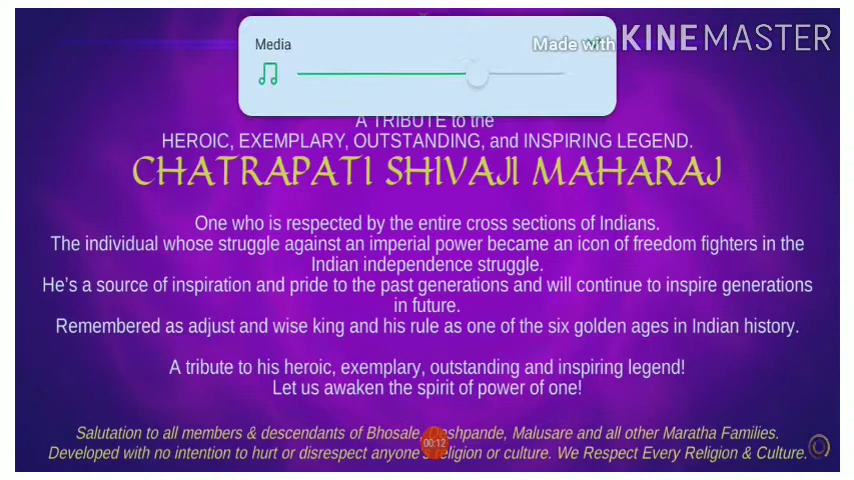 Media
Made with KINEMASTER
A TRIBUTE to the
HEROIC, EXEMPLARY, OUTSTANDING, and INSPIRING LEGEND.
CHATRAPATI SHIVAJI MAHARAJ
One who is respected by the entire cross sections of Indians.
The individual whose struggle against an imperial power became an icon of freedom fighters in the
Indian independence struggle.
He's a source of inspiration and pride to the past generations and will continue to inspire generations
in future.
Remembered as adjust and wise king and his rule as one of the six golden ages in Indian history.
A tribute to his heroic, exemplary, outstanding and inspiring legend!
Let us awaken the spirit of power of one!
Salutation to all members & descendants of Bhosale, Malusare and all other Maratha Families.
00:12
Developed with no intention to hurt or disrespect anyone's religion or culture. We Respect Every Religion & Culture.